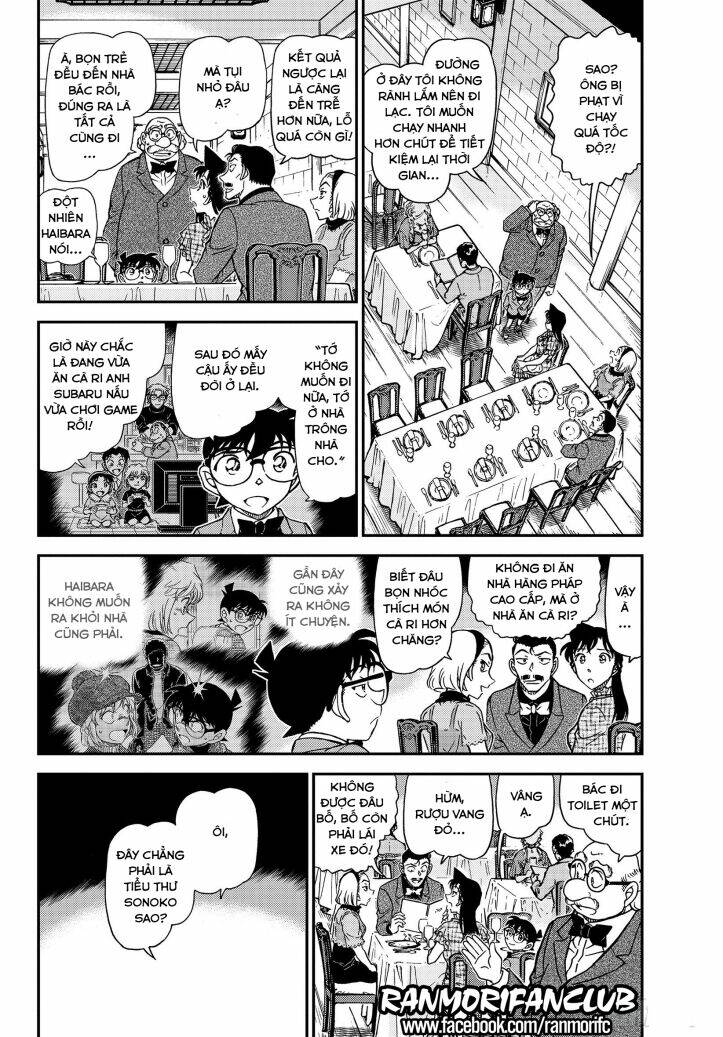 SAO?
ÔNG BỊ
PHẠT VÌ
CHẠY
QUÁ TỐC
ĐỘ?!
ĐƯỜNG
Ở ĐÂY TÔI KHÔNG
RÀNH LẮM NÊN ĐI
LẠC. TÔI MUỐN
CHẠY NHANH
HƠN CHÚT ĐỂ TIẾT
KIỆM LẠI THỜI
GIAN...
KẾT QUẢ
NGƯỢC LẠI
LÀ CÀNG
ĐẾN TRỄ
HƠN NỮA, LỖ
QUÁ CÒN GÌ!
MÀ TỤI
NHỎ ĐÂU
Ạ?
À, BỌN TRẺ
ĐỀU ĐẾN NHÀ
BÁC RỒI,
ĐÚNG RA LÀ
TẤT CẢ
CÙNG ĐI
...
ĐỘT
NHIÊN
HAIBARA
NÓI...
"TỚ
KHÔNG
MUỐN ĐI
NỮA, TỚ
Ở NHÀ
TRÔNG
NHÀ
CHO."
SAU ĐÓ MẤY
CẬU ẤY ĐỀU
ĐÒI Ở LẠI.
GIỜ NÀY CHẮC
LÀ ĐANG VỪA
ĂN CÀ RI ANH
SUBARU NẤU
VỪA CHƠI GAME
RỒI!
VẬY
À
...
KHÔNG ĐI ĂN
NHÀ HÀNG PHÁP
CAO CẤP, MÀ Ở
NHÀ ĂN CÀ RI?
BIẾT ĐÂU
BỌN NHÓC
THÍCH MÓN
CÀ RI HƠN
CHĂNG?
GẦN ĐÂY
CŨNG XẢY
RA KHÔNG
ÍT CHUYỆN.
HAIBARA
KHÔNG MUỐN
RA KHỎI NHÀ
CŨNG PHẢI.
BÁC ĐI
TOILET MỘT
CHÚT.
VÂNG
Ạ.
HỪM,
RƯỢU VANG
ĐỎ...
KHÔNG
ĐƯỢC ĐÂU
BỐ, BỐ CÒN
PHẢI LÁI
XE ĐÓ!
ÔI,
ĐÂY CHẲNG
PHẢI LÀ
TIỂU THƯ
SONOKO
SAO?
RANMORIFANCLUB
www.facebook.com/ranmorifc